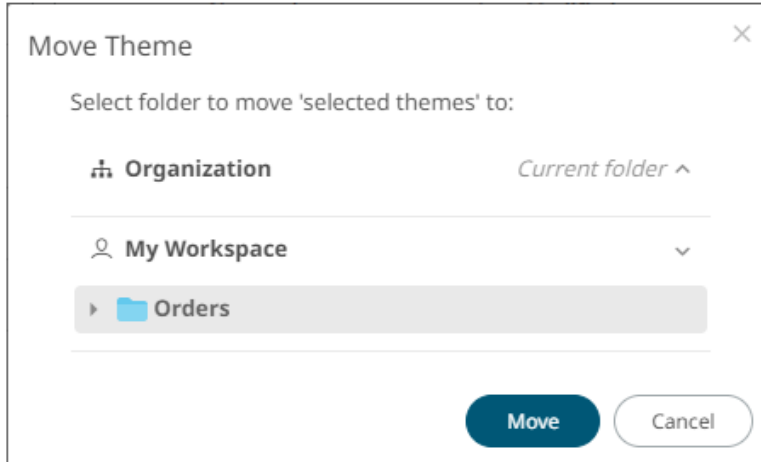 Move Theme
Select folder to move 'selected themes' to:
Organization Current folder
My Workspace
Orders
Move Cancel